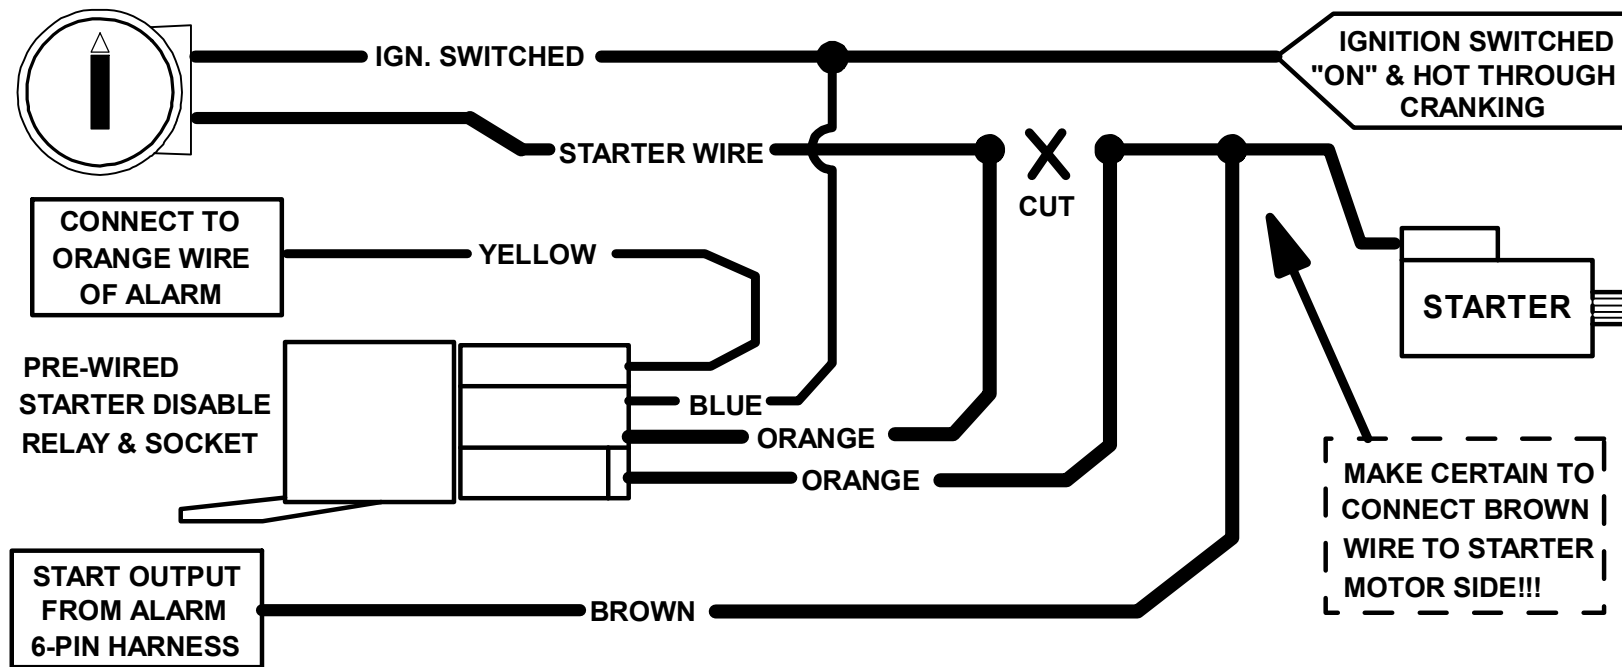 IGN. SWITCHED
IGNITION SWITCHED
"ON" & HOT THROUGH
CRANKING
STARTER WIRE
CUT
CONNECT TO
ORANGE WIRE
OF ALARM
YELLOW
STARTER
PRE-WIRED
STARTER DISABLE
RELAY & SOCKET
BLUE
ORANGE
ORANGE
MAKE CERTAIN TO
CONNECT BROWN
WIRE TO STARTER
MOTOR SIDE!!!
START OUTPUT
FROM ALARM
6-PIN HARNESS
BROWN